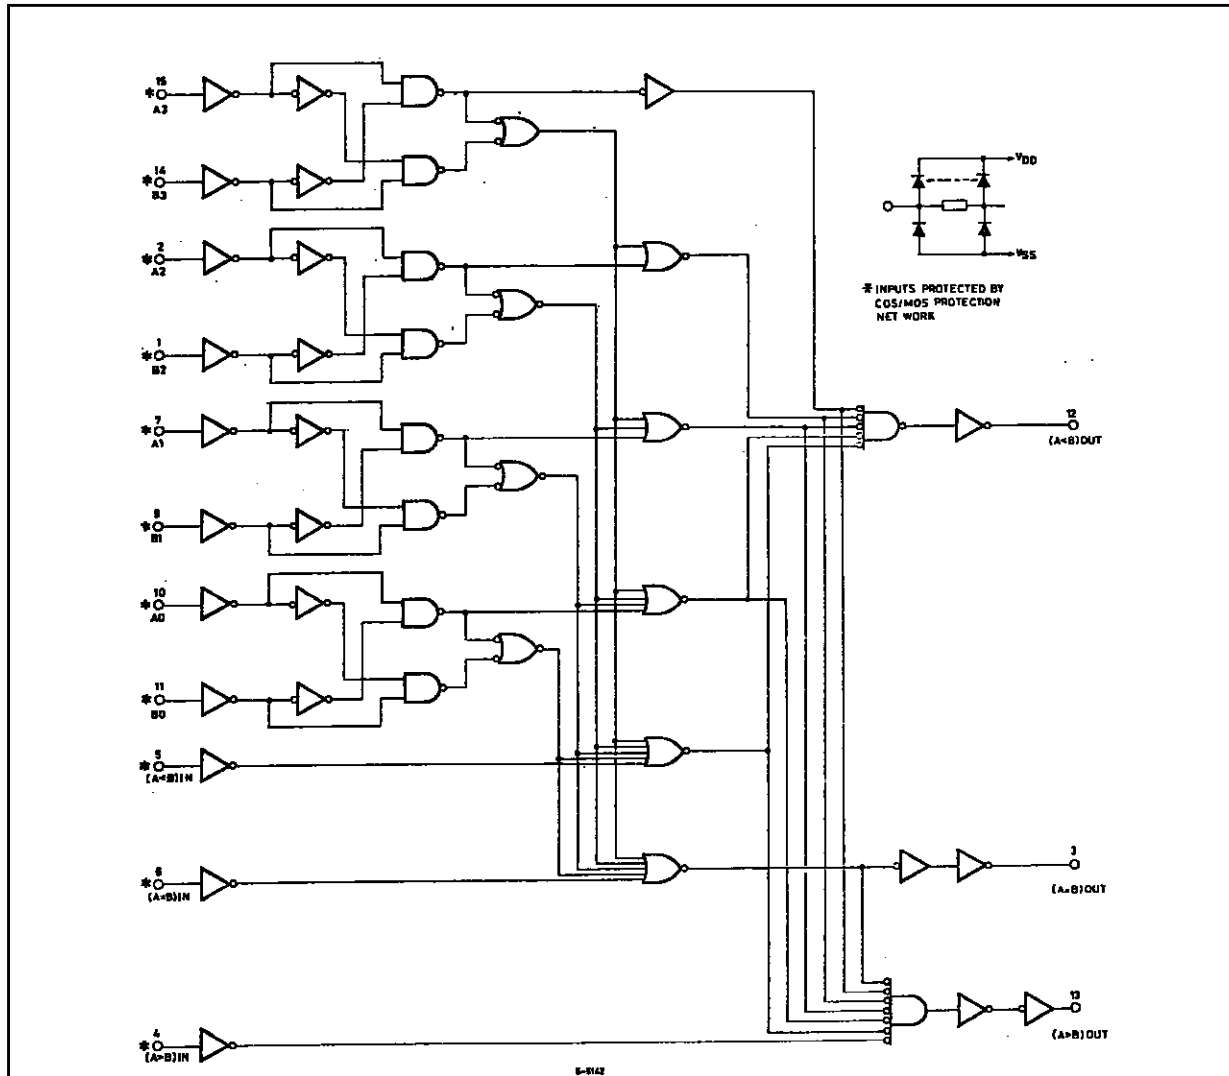 15
* A3
14
* B3
2
* A2
1
* B2
7
* A1
9
* B1
10
* A0
11
* B0
5
* (A<B)IN
6
* (A=B)IN
4
* (A>B)IN
VDD
VSS
* INPUTS PROTECTED BY
COS/MOS PROTECTION
NET WORK
12
(A<B)OUT
3
(A=B)OUT
13
(A>B)OUT
S-5142